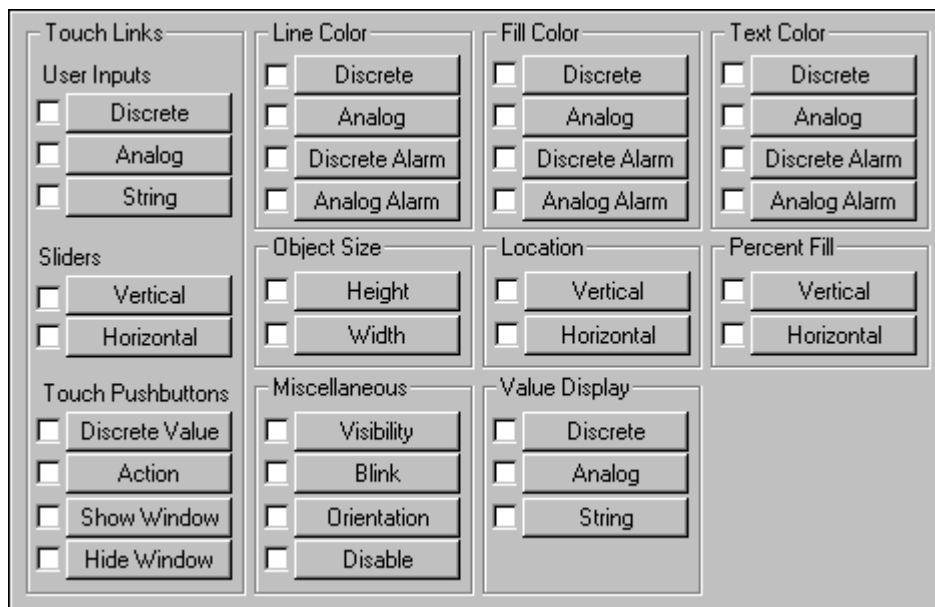 Touch Links
User Inputs
Discrete
Analog
String
Sliders
Vertical
Horizontal
Touch Pushbuttons
Discrete Value
Action
Show Window
Hide Window
Line Color
Discrete
Analog
Discrete Alarm
Analog Alarm
Fill Color
Discrete
Analog
Discrete Alarm
Analog Alarm
Text Color
Discrete
Analog
Discrete Alarm
Analog Alarm
Object Size
Height
Width
Location
Vertical
Horizontal
Percent Fill
Vertical
Horizontal
Miscellaneous
Visibility
Blink
Orientation
Disable
Value Display
Discrete
Analog
String